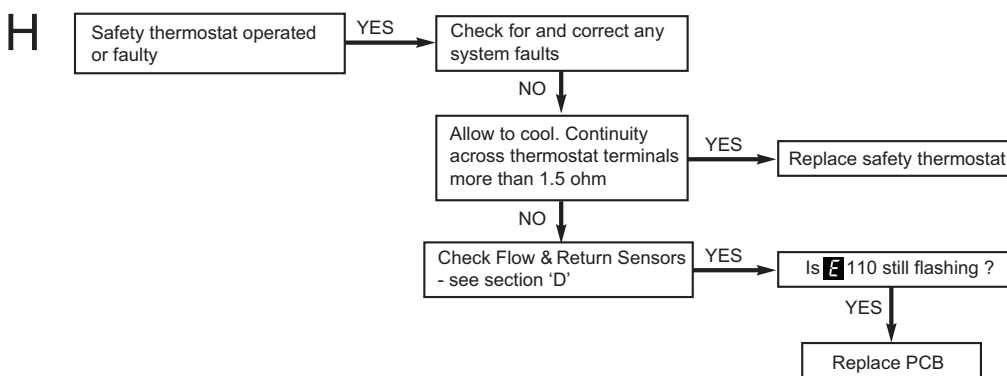 H
Safety thermostat operated
or faulty
YES
Check for and correct any
system faults
NO
Allow to cool. Continuity
across thermostat terminals
more than 1.5 ohm
YES
Replace safety thermostat
NO
Check Flow & Return Sensors
- see section ‘D’
YES
Is E 110 still flashing ?
YES
Replace PCB